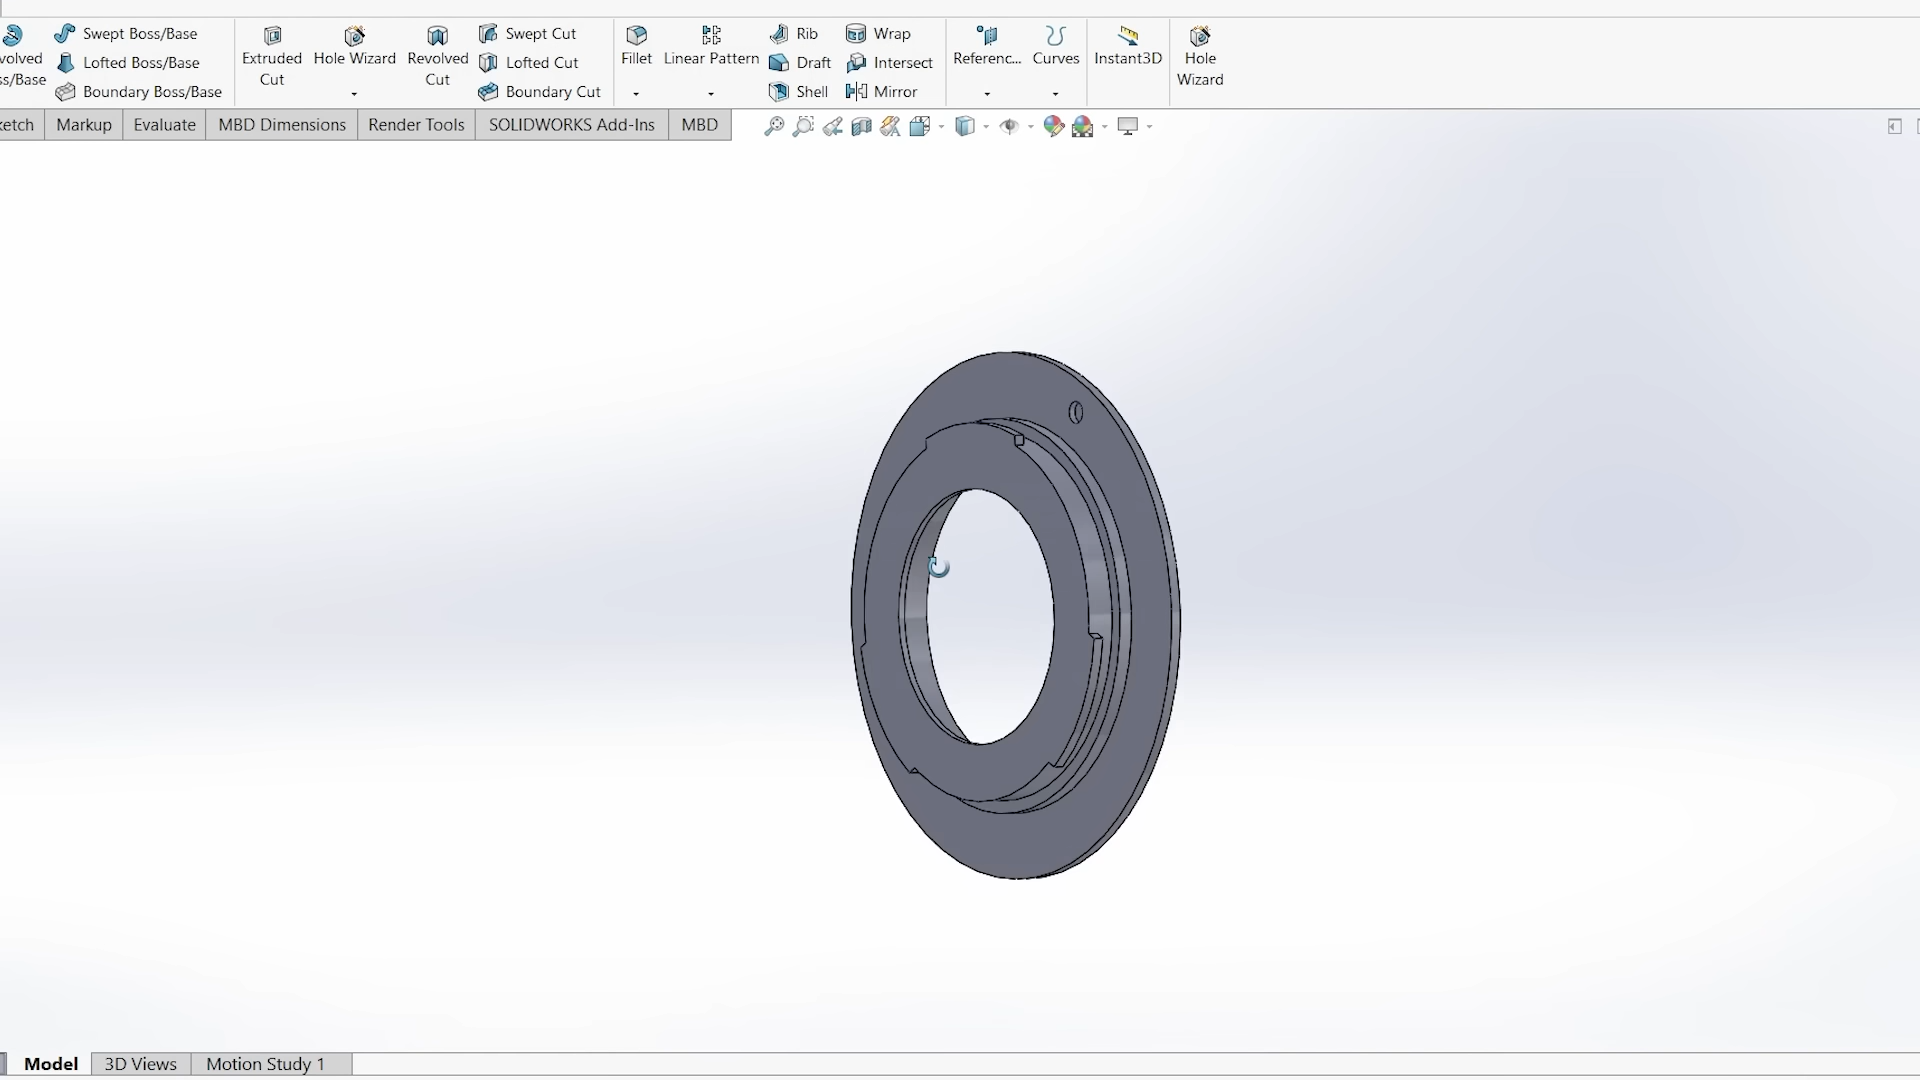 volved
ss/Base
Swept Boss/Base
Lofted Boss/Base
Boundary Boss/Base
Extruded
Cut
Hole Wizard
Revolved
Cut
Swept Cut
Lofted Cut
Boundary Cut
Fillet
Linear Pattern
Rib
Draft
Shell
Wrap
Intersect
Mirror
Referenc...
Curves
Instant3D
Hole
Wizard
ketch
Markup
Evaluate
MBD Dimensions
Render Tools
SOLIDWORKS Add-Ins
MBD
Model
3D Views
Motion Study 1